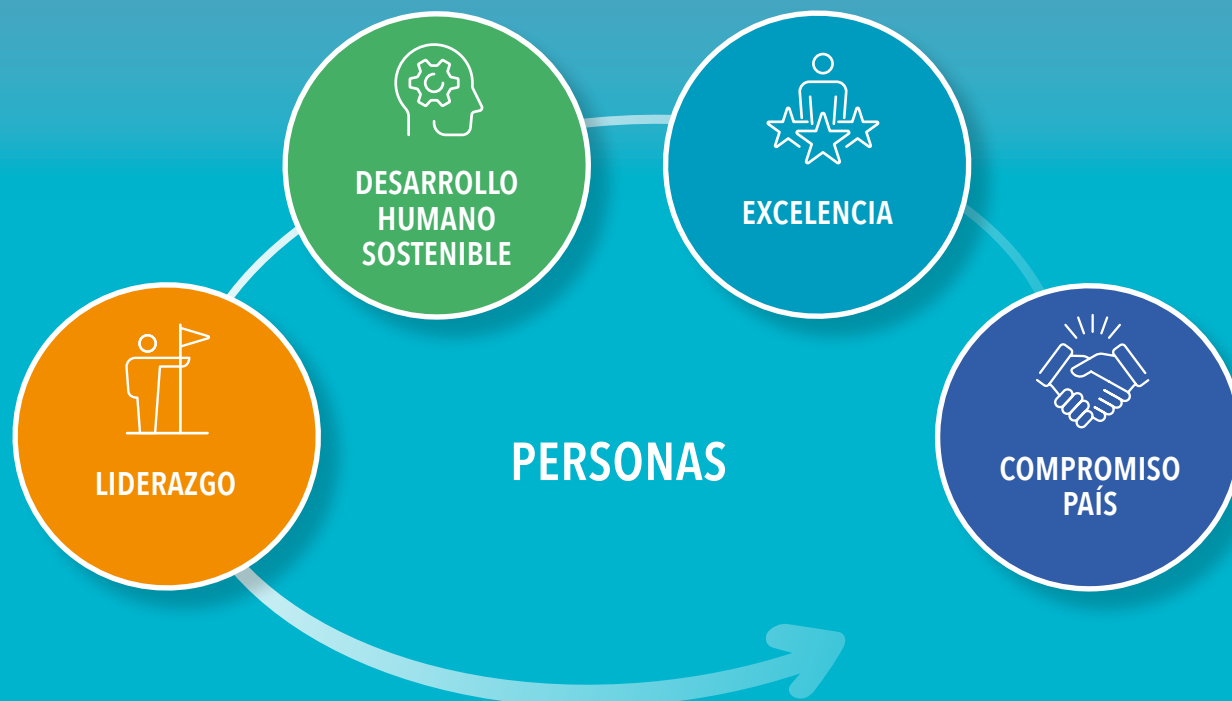 DESARROLLO
HUMANO
SOSTENIBLE
EXCELENCIA
LIDERAZGO
PERSONAS
COMPROMISO
PAÍS